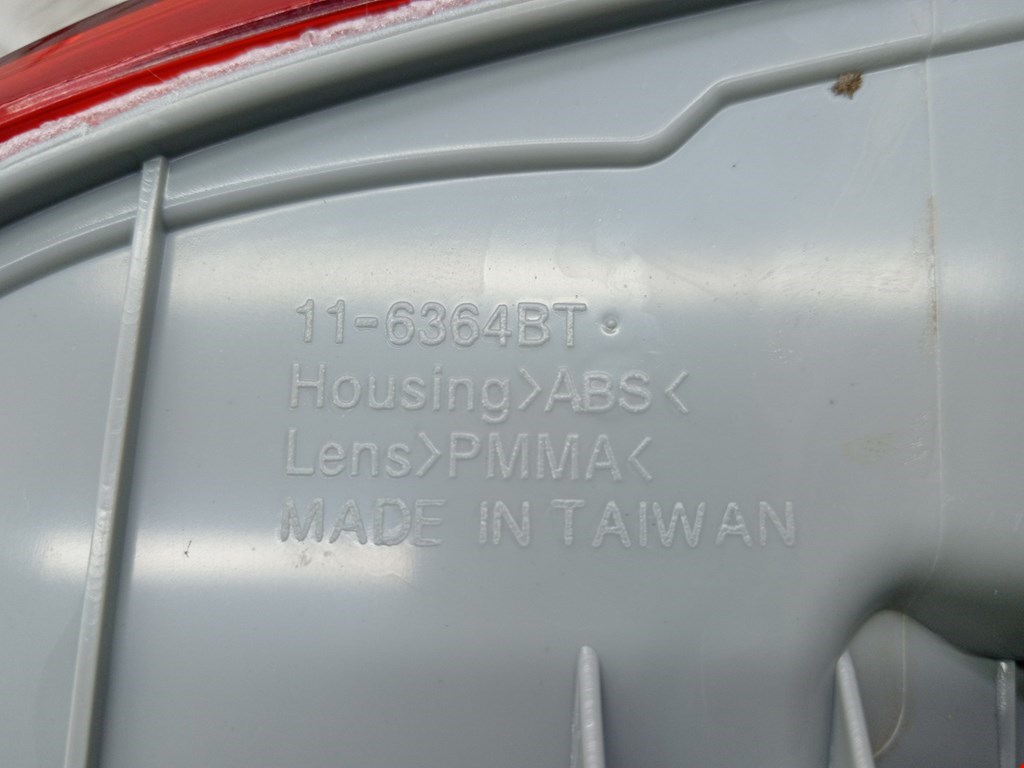 11-6364BT
Housing>ABS<
Lens>PMMA<
MADE IN TAIWAN